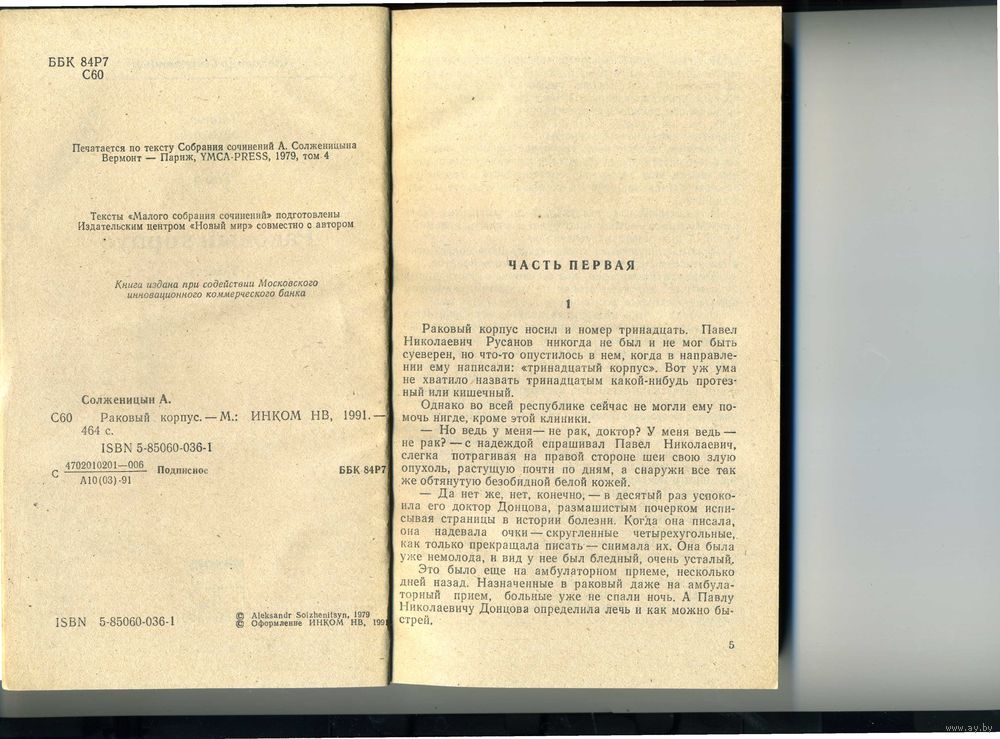 ББК 84Р7
С60
Печатается по тексту Собрания сочинений А. Солженицына
Вермонт — Париж, YMCA-PRESS, 1979, том 4
Тексты «Малого собрания сочинений» подготовлены
Издательским центром «Новый мир» совместно с автором
Книга издана при содействии Московского
инновационного коммерческого банка
Солженицын А.
С60 Раковый корпус. — М.: ИНКОМ НВ, 1991. —
464 с.
ISBN 5-85060-036-1
С 4702010201—006 Подписное ББК 84Р7
А10(03)-91
ISBN 5-85060-036-1
© Aleksandr Solzhenitsyn, 1979
© Оформление ИНКОМ НВ, 1991
ЧАСТЬ ПЕРВАЯ
1
Раковый корпус носил и номер тринадцать. Павел
Николаевич Русанов никогда не был и не мог быть
суеверен, но что-то опустилось в нем, когда в направле-
нии ему написали: «тринадцатый корпус». Вот уж ума
не хватило назвать тринадцатым какой-нибудь протез-
ный или кишечный.
Однако во всей республике сейчас не могли ему по-
мочь нигде, кроме этой клиники.
— Но ведь у меня — не рак, доктор? У меня ведь —
не рак? — с надеждой спрашивал Павел Николаевич,
слегка потрагивая на правой стороне шеи свою злую
опухоль, растущую почти по дням, а снаружи все так
же обтянутую безобидной белой кожей.
— Да нет же, нет, конечно, — в десятый раз успоко-
ила его доктор Донцова, размашистым почерком испи-
сывая страницы в истории болезни. Когда она писала,
она надевала очки — скругленные четырехугольные,
как только прекращала писать — снимала их. Она была
уже немолода, и вид у нее был бледный, очень усталый.
Это было еще на амбулаторном приеме, несколько
дней назад. Назначенные в раковый даже на амбула-
торный прием, больные уже не спали ночь. А Павлу
Николаевичу Донцова определила лечь и как можно бы-
стрей.
5
www.ay.by